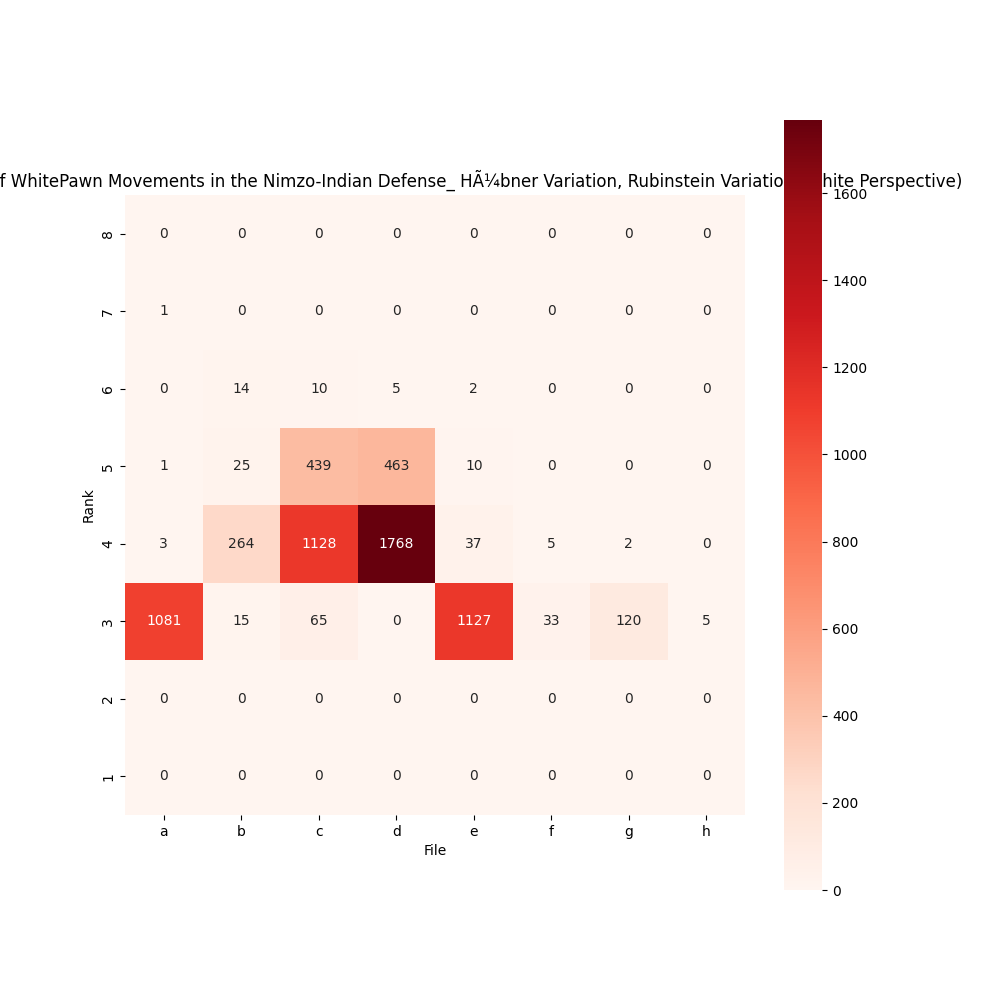 f WhitePawn Movements in the Nimzo-Indian Defense_ HÃ¼bner Variation, Rubinstein Variatio hite Perspective)
8 0 0 0 0 0 0 0 0
7 1 0 0 0 0 0 0 0
6 0 14 10 5 2 0 0 0
5 1 25 439 463 10 0 0 0
4 3 264 1128 1768 37 5 2 0
3 1081 15 65 0 1127 33 120 5
2 0 0 0 0 0 0 0 0
1 0 0 0 0 0 0 0 0
Rank
a b c d e f g h
File
1600
1400
1200
1000
800
600
400
200
0